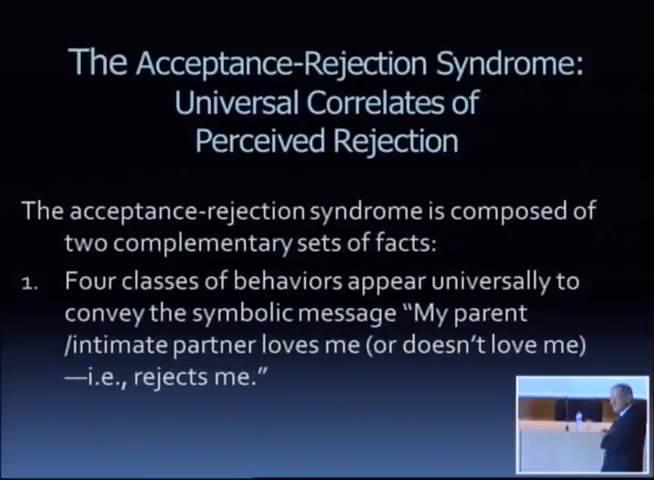 The Acceptance-Rejection Syndrome:
Universal Correlates of
Perceived Rejection
The acceptance-rejection syndrome is composed of
two complementary sets of facts:
1. Four classes of behaviors appear universally to
convey the symbolic message “My parent
/intimate partner loves me (or doesn’t love me)
—i.e., rejects me.”